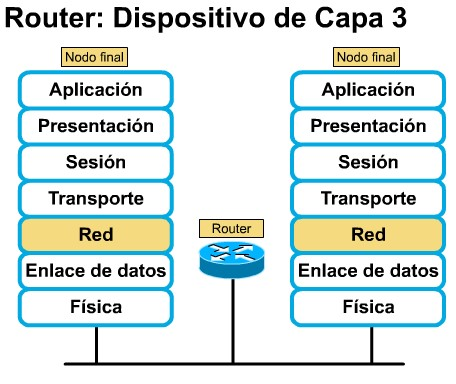 Router: Dispositivo de Capa 3
Nodo final
Aplicación
Presentación
Sesión
Transporte
Red
Enlace de datos
Física
Router
Nodo final
Aplicación
Presentación
Sesión
Transporte
Red
Enlace de datos
Física